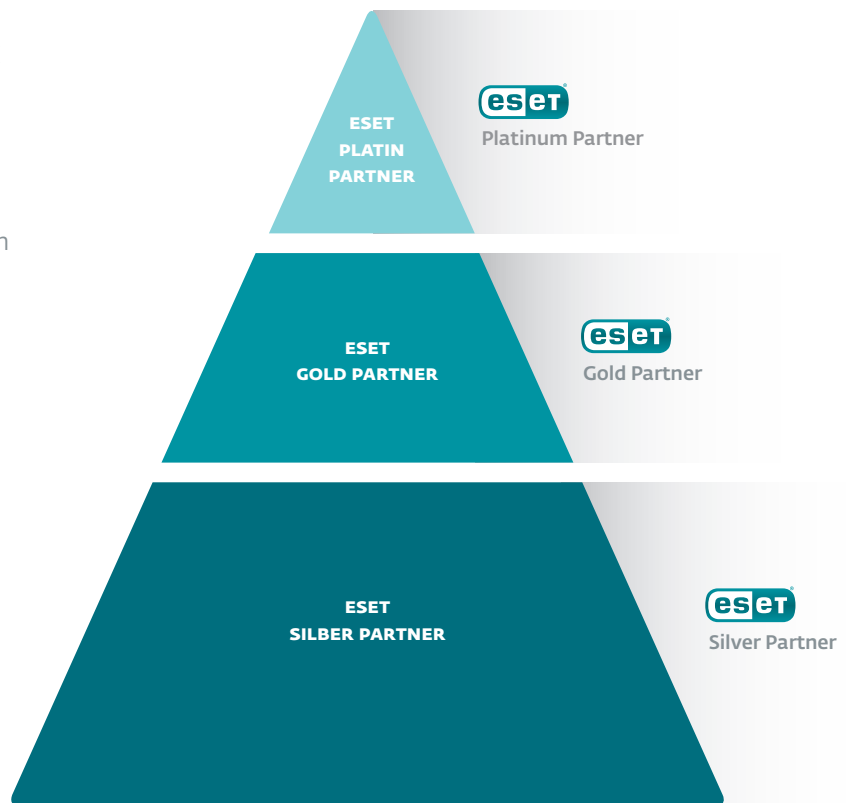 ESET
PLATIN
PARTNER
eset®
Platinum Partner
n
ESET
GOLD PARTNER
eset®
Gold Partner
ESET
SILBER PARTNER
eset®
Silver Partner